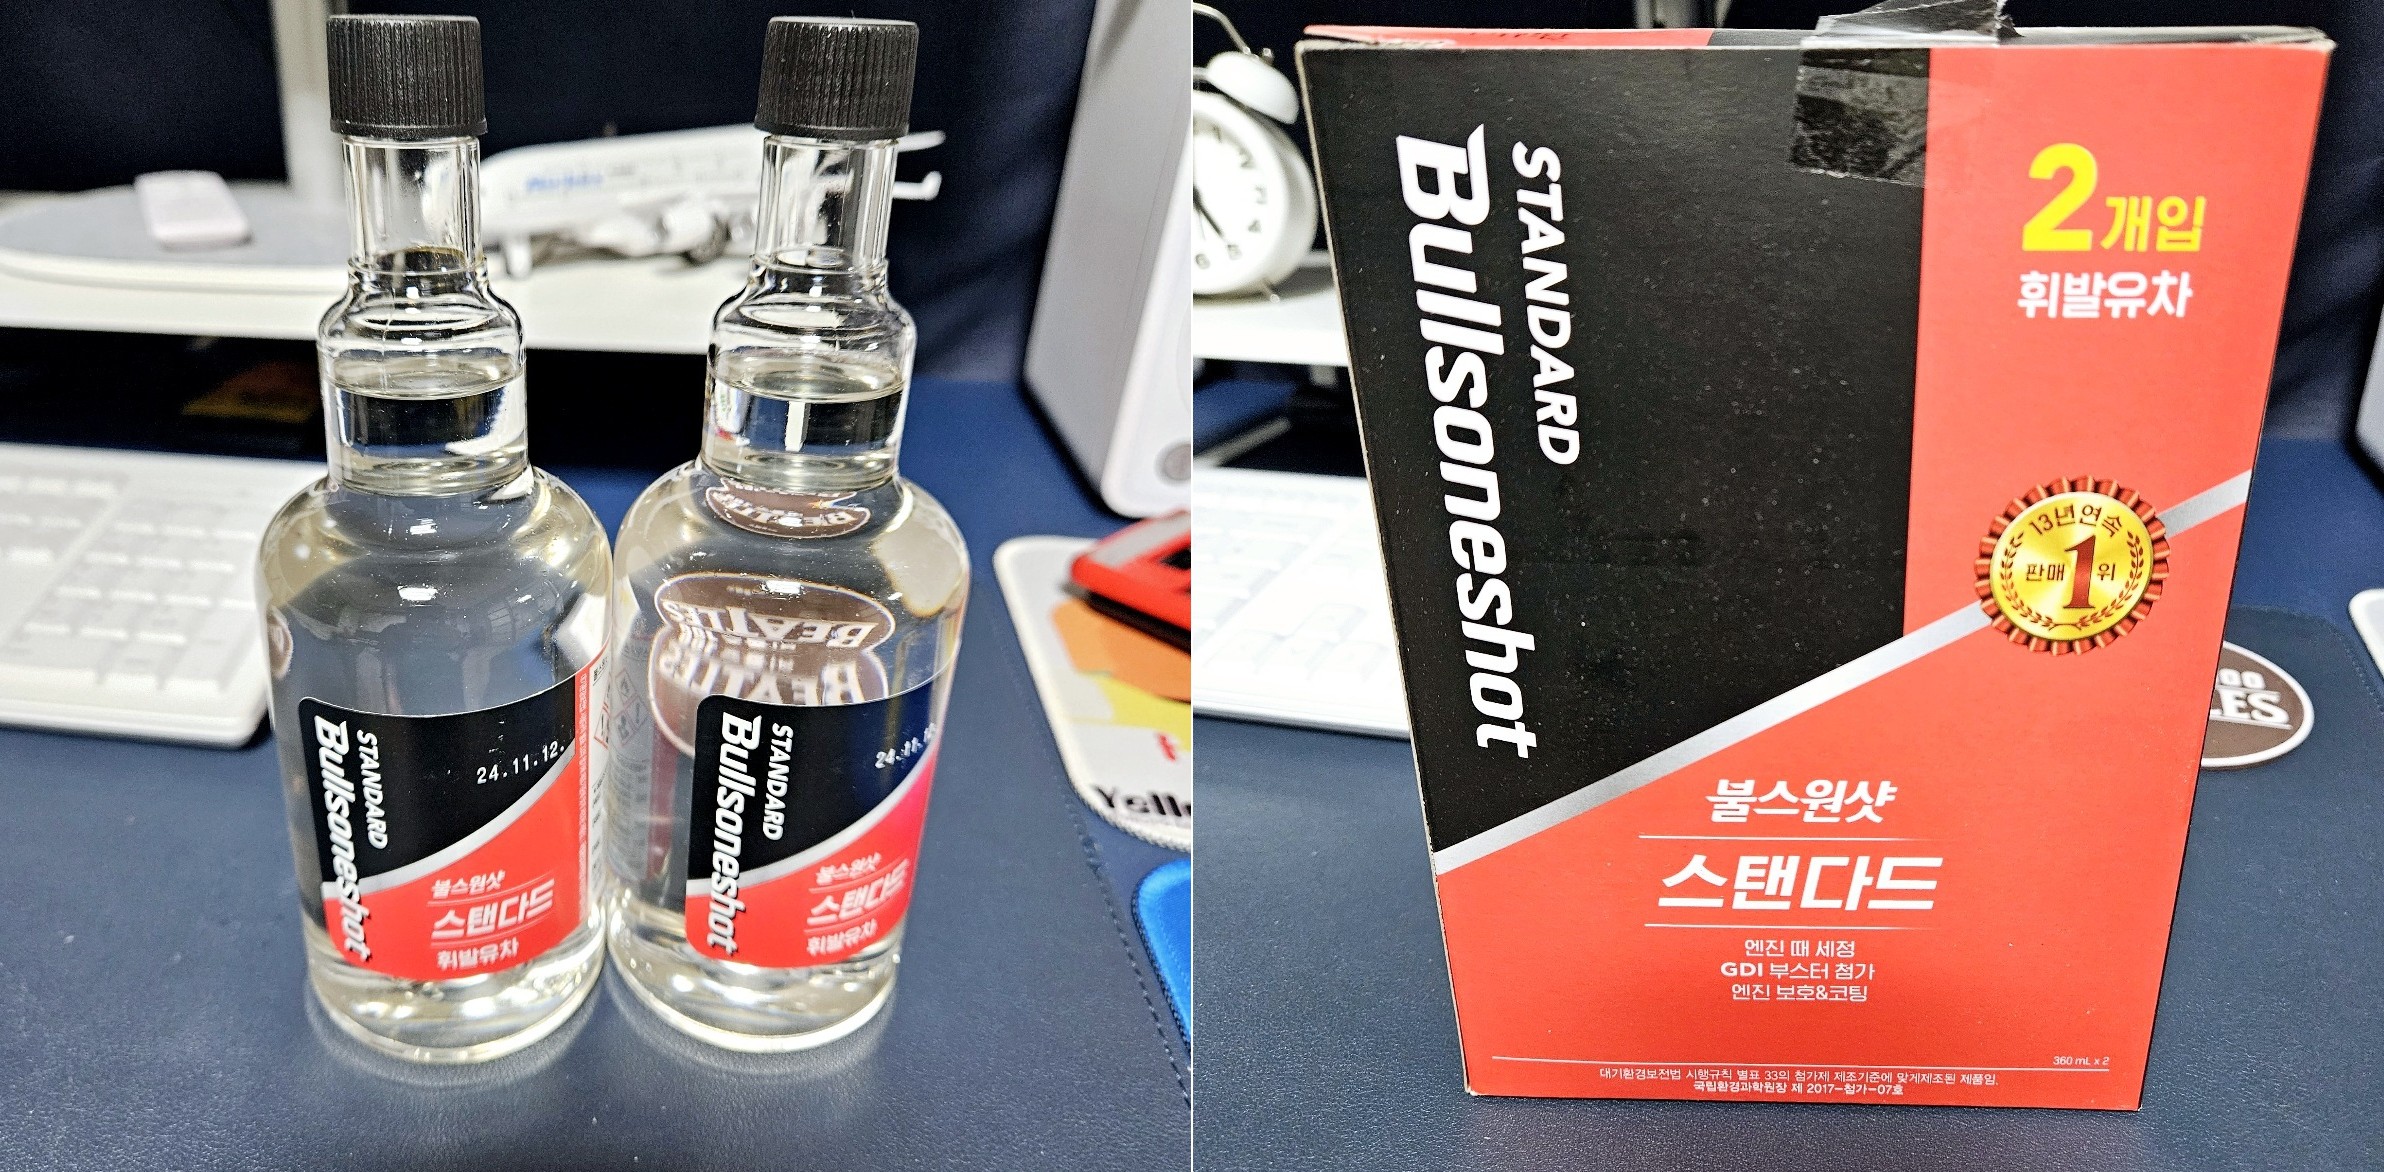 STANDARD
Bullsoneshot
24.11.12.
불스원샷
스탠다드
휘발유차
BEATLES
STANDARD
Bullsoneshot
불스원샷
스탠다드
휘발유차
STANDARD
Bullsoneshot
2개입
휘발유차
13년연속
판매 1 위
불스원샷
스탠다드
엔진 때 세정
GDI 부스터 첨가
엔진 보호&코팅
360 mL x 2
대기환경보전법 시행규칙 별표 33의 첨가제 제조기준에 맞게제조된 제품임.
국립환경과학원장 제 2017-첨가-07호